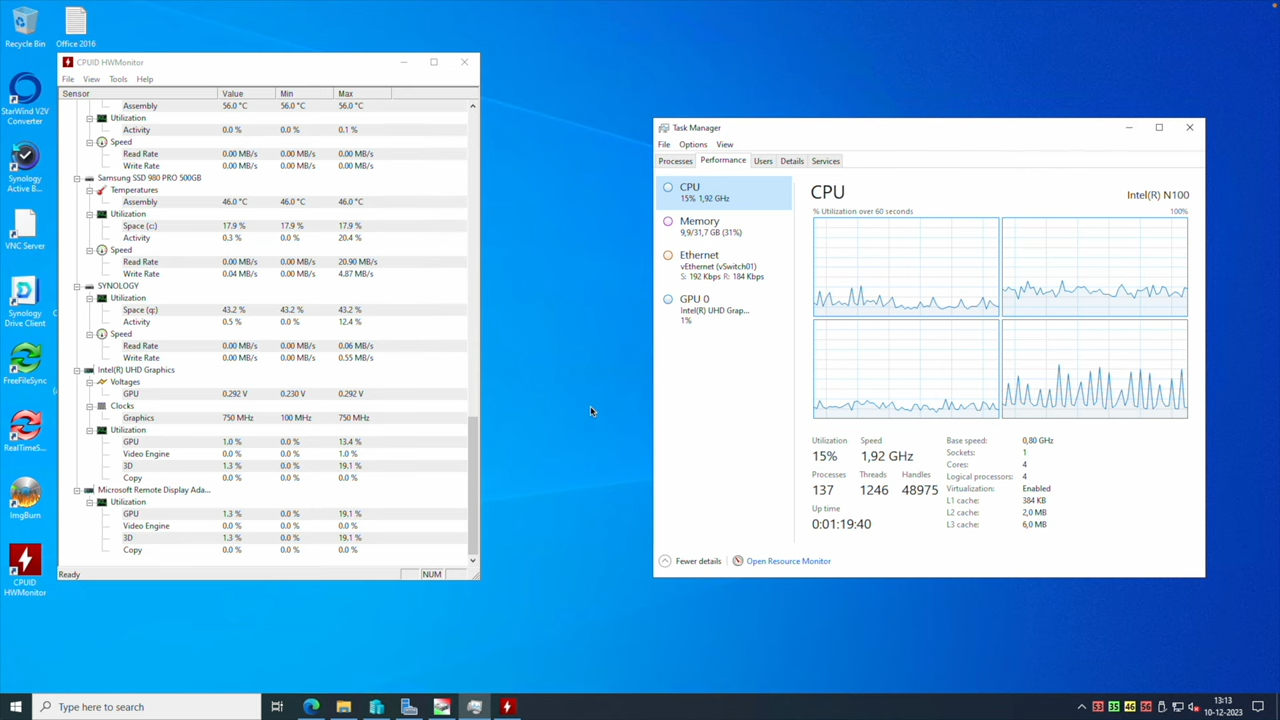 Recycle Bin
Office 2016
StarWind V2V
Converter
Synology
Active B...
VNC Server
Synology
Drive Client
FreeFileSync
RealTimeS...
ImgBurn
CPUID
HWMonitor
CPUID HWMonitor
File View Tools Help
Sensor Value Min Max
Assembly 56.0 °C 56.0 °C 56.0 °C
Utilization
Activity 0.0 % 0.0 % 0.1 %
Speed
Read Rate 0.00 MB/s 0.00 MB/s 0.00 MB/s
Write Rate 0.00 MB/s 0.00 MB/s 0.00 MB/s
Samsung SSD 980 PRO 500GB
Temperatures
Assembly 46.0 °C 46.0 °C 46.0 °C
Utilization
Space (c:) 17.9 % 17.9 % 17.9 %
Activity 0.3 % 0.0 % 20.4 %
Speed
Read Rate 0.00 MB/s 0.00 MB/s 20.90 MB/s
Write Rate 0.04 MB/s 0.00 MB/s 4.87 MB/s
SYNOLOGY
Utilization
Space (q:) 43.2 % 43.2 % 43.2 %
Activity 0.5 % 0.0 % 12.4 %
Speed
Read Rate 0.00 MB/s 0.00 MB/s 0.06 MB/s
Write Rate 0.00 MB/s 0.00 MB/s 0.55 MB/s
Intel(R) UHD Graphics
Voltages
GPU 0.292 V 0.230 V 0.292 V
Clocks
Graphics 750 MHz 100 MHz 750 MHz
Utilization
GPU 1.0 % 0.0 % 13.4 %
Video Engine 0.0 % 0.0 % 1.0 %
3D 1.3 % 0.0 % 19.1 %
Copy 0.0 % 0.0 % 0.0 %
Microsoft Remote Display Ada...
Utilization
GPU 1.3 % 0.0 % 19.1 %
Video Engine 0.0 % 0.0 % 0.0 %
3D 1.3 % 0.0 % 19.1 %
Copy 0.0 % 0.0 % 0.0 %
Ready NUM
Task Manager
File Options View
Processes Performance Users Details Services
CPU
15% 1,92 GHz
Memory
9,9/31,7 GB (31%)
Ethernet
vEthernet (vSwitch01)
S: 192 Kbps R: 184 Kbps
GPU 0
Intel(R) UHD Grap...
1%
CPU Intel(R) N100
% Utilization over 60 seconds 100%
Utilization Speed
15% 1,92 GHz
Processes Threads Handles
137 1246 48975
Up time
0:01:19:40
Base speed: 0,80 GHz
Sockets: 1
Cores: 4
Logical processors: 4
Virtualization: Enabled
L1 cache: 384 KB
L2 cache: 2,0 MB
L3 cache: 6,0 MB
Fewer details Open Resource Monitor
Type here to search
53 35 46 56
13:13
10-12-2023